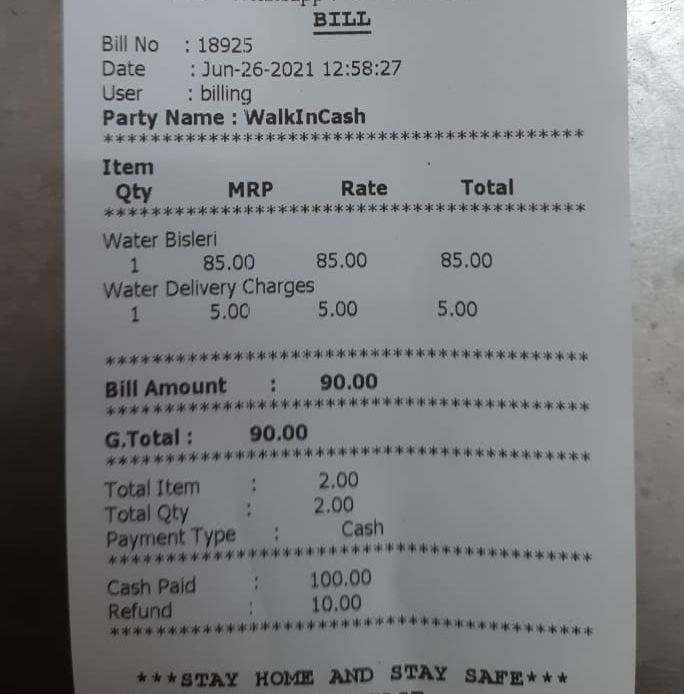 BILL
Bill No : 18925
Date : Jun-26-2021 12:58:27
User : billing
Party Name : WalkInCash
*****************************************
Item
Qty MRP Rate Total
*****************************************
Water Bisleri
1 85.00 85.00 85.00
Water Delivery Charges
1 5.00 5.00 5.00
*****************************************
Bill Amount : 90.00
*****************************************
G.Total : 90.00
*****************************************
Total Item : 2.00
Total Qty : 2.00
Payment Type : Cash
*****************************************
Cash Paid : 100.00
Refund : 10.00
*****************************************
***STAY HOME AND STAY SAFE***